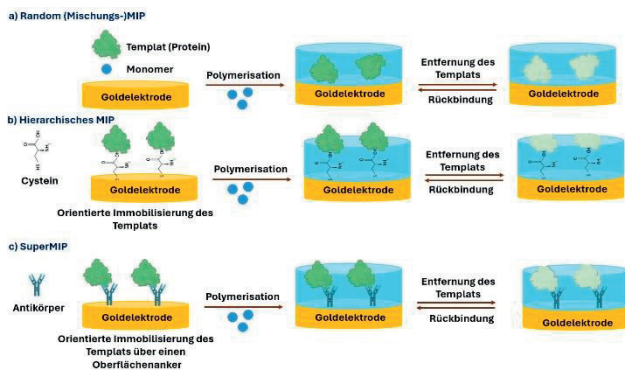 a) Random (Mischungs-)MIP
Templat (Protein)
Monomer
Goldelektrode
Polymerisation
Goldelektrode
Entfernung des
Templats
Rückbindung
Goldelektrode
b) Hierarchisches MIP
Cystein
Goldelektrode
Orientierte Immobilisierung des
Templats
Polymerisation
Goldelektrode
Entfernung des
Templats
Rückbindung
Goldelektrode
c) SuperMIP
Antikörper
Goldelektrode
Orientierte Immobilisierung des
Templats über einen
Oberflächenanker
Polymerisation
Goldelektrode
Entfernung des
Templats
Rückbindung
Goldelektrode